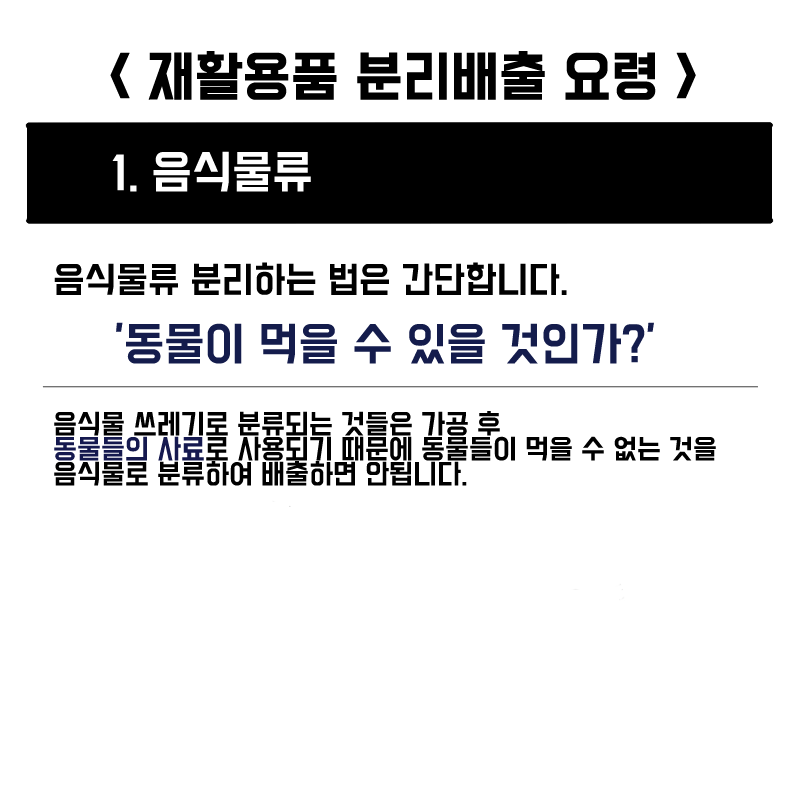 < 재활용품 분리배출 요령 >
1. 음식물류
음식물류 분리하는 법은 간단합니다.
'동물이 먹을 수 있을 것인가?'
음식물 쓰레기로 분류되는 것들은 가공 후
동물들의 사료로 사용되기 때문에 동물들이 먹을 수 없는 것을
음식물로 분류하여 배출하면 안됩니다.